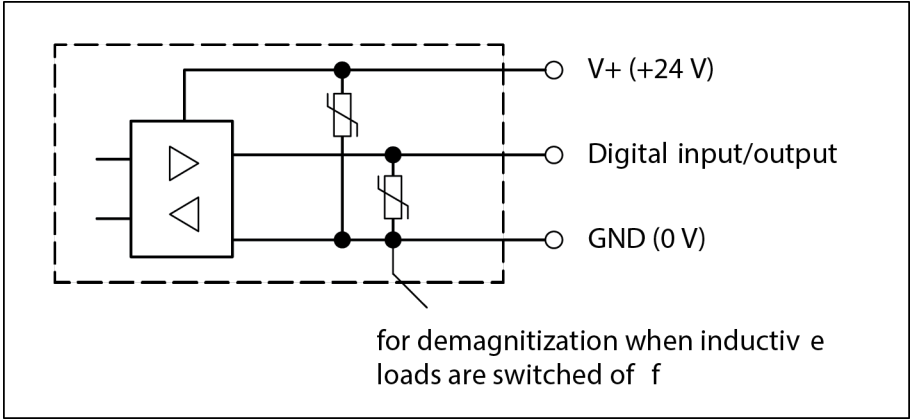 V+ (+24 V)
Digital input/output
GND (0 V)
for demagnitization when inductiv e
loads are switched of f